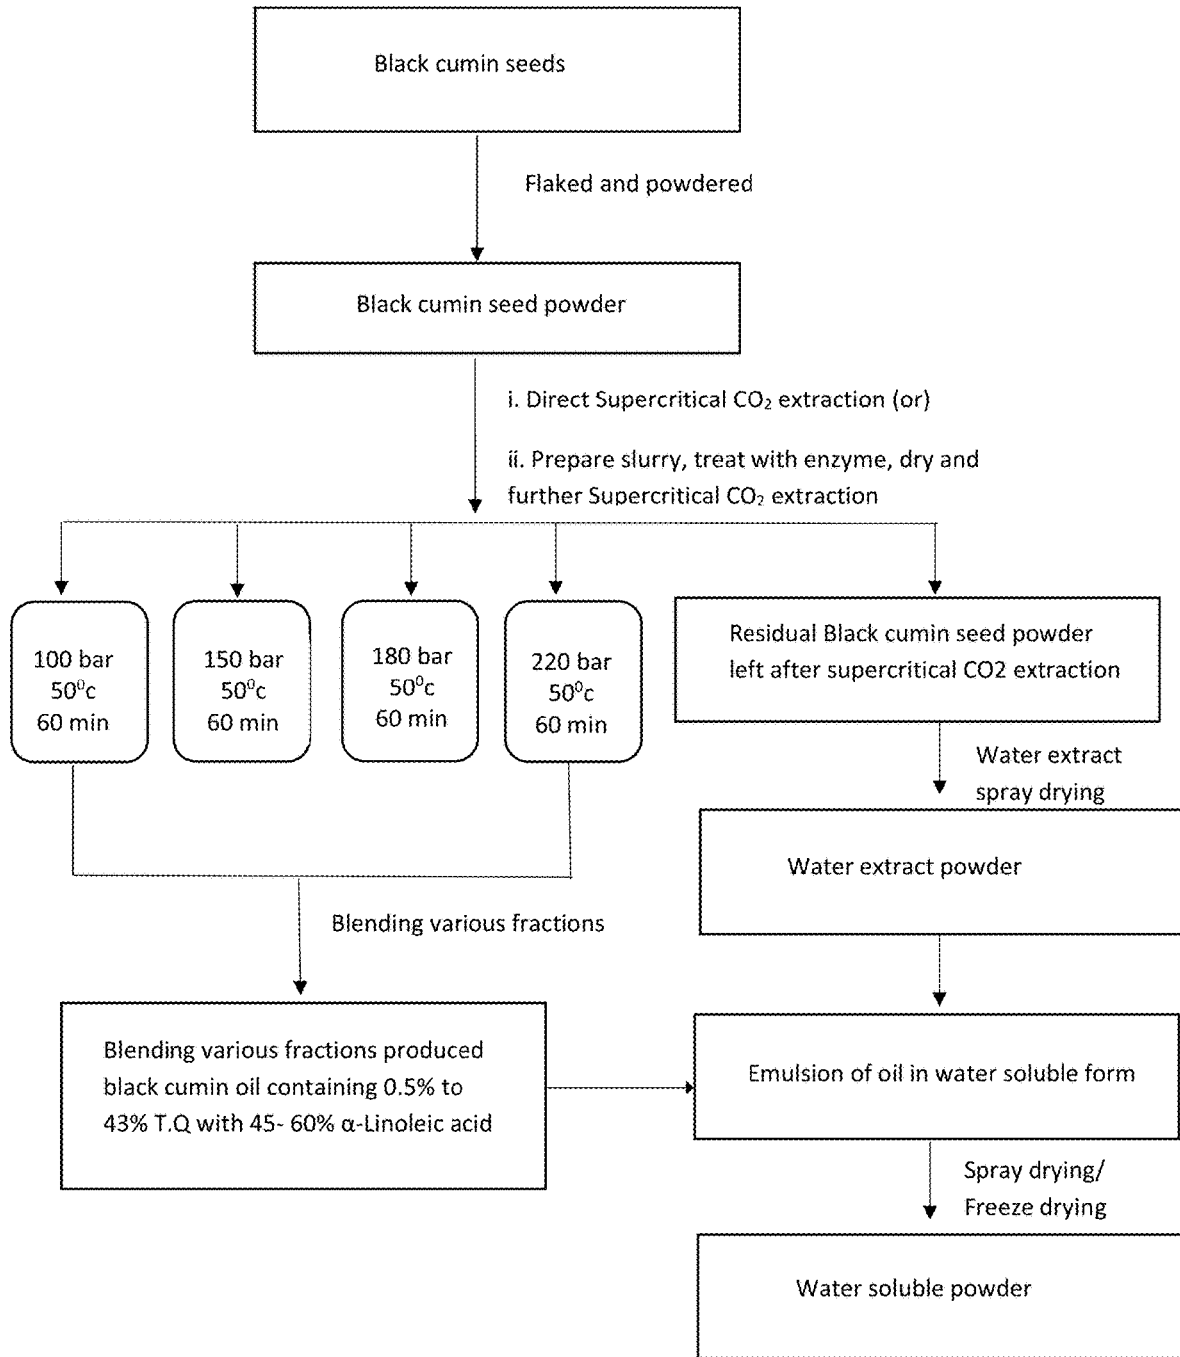 Black cumin seeds
Flaked and powdered
Black cumin seed powder
i. Direct Supercritical CO₂ extraction (or)
ii. Prepare slurry, treat with enzyme, dry and
further Supercritical CO₂ extraction
100 bar
50⁰c
60 min
150 bar
50⁰c
60 min
180 bar
50⁰c
60 min
220 bar
50⁰c
60 min
Residual Black cumin seed powder
left after supercritical CO2 extraction
Water extract
spray drying
Water extract powder
Blending various fractions
Blending various fractions produced
black cumin oil containing 0.5% to
43% T.Q with 45- 60% α-Linoleic acid
Emulsion of oil in water soluble form
Spray drying/
Freeze drying
Water soluble powder